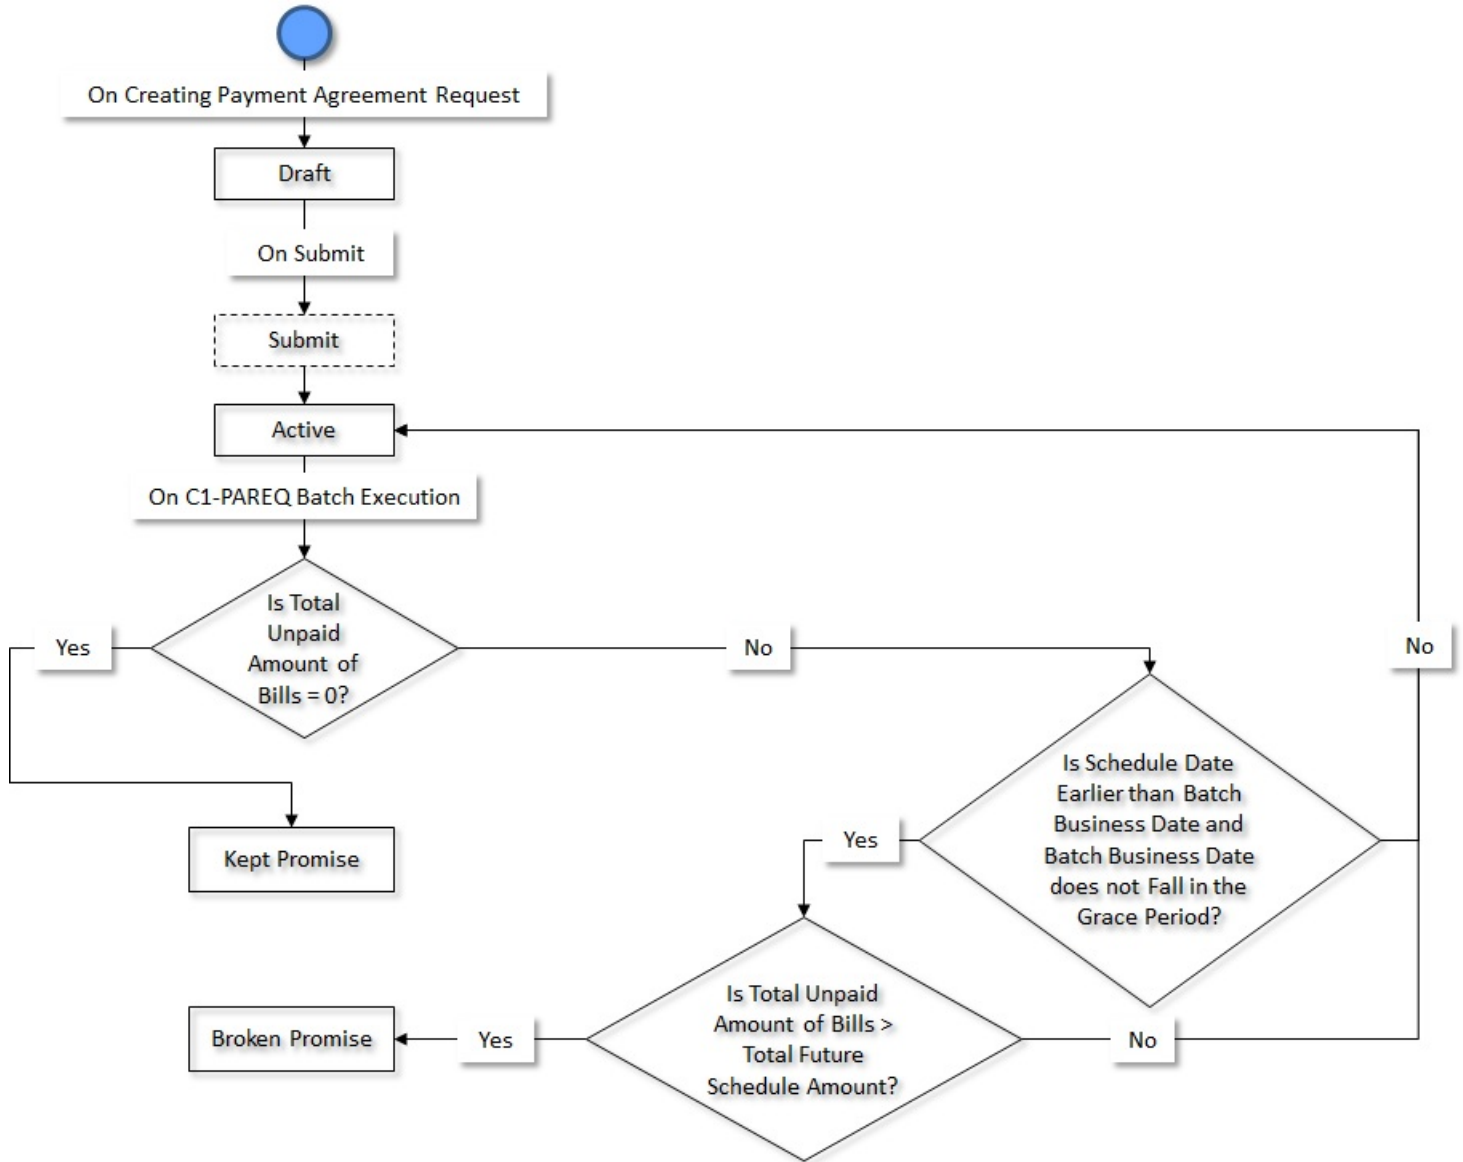 On Creating Payment Agreement Request
Draft
On Submit
Submit
Active
On C1-PAREQ Batch Execution
Is Total
Unpaid
Amount of
Bills = 0?
Yes
No
No
Is Schedule Date
Earlier than Batch
Business Date and
Batch Business Date
does not Fall in the
Grace Period?
Yes
Kept Promise
Is Total Unpaid
Amount of Bills >
Total Future
Schedule Amount?
Yes
No
Broken Promise